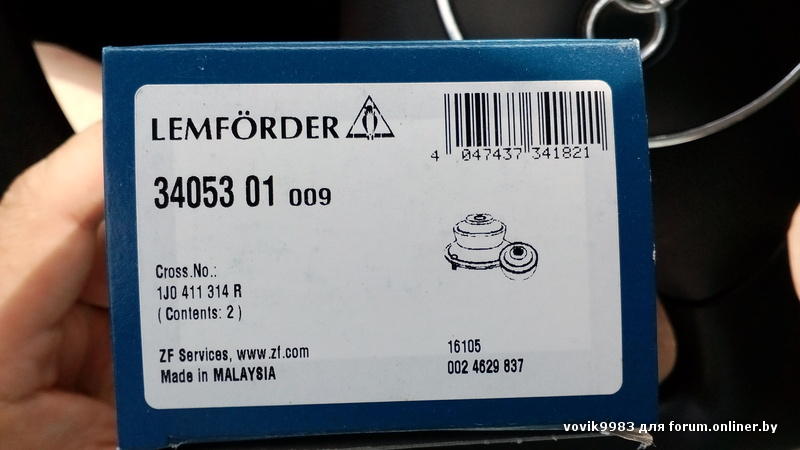 LEMFÖRDER
4 047437 341821
34053 01 009
Cross.No.:
1J0 411 314 R
( Contents: 2 )
ZF Services, www.zf.com
Made in MALAYSIA
16105
002 4629 837
vovik9983 для forum.onliner.by